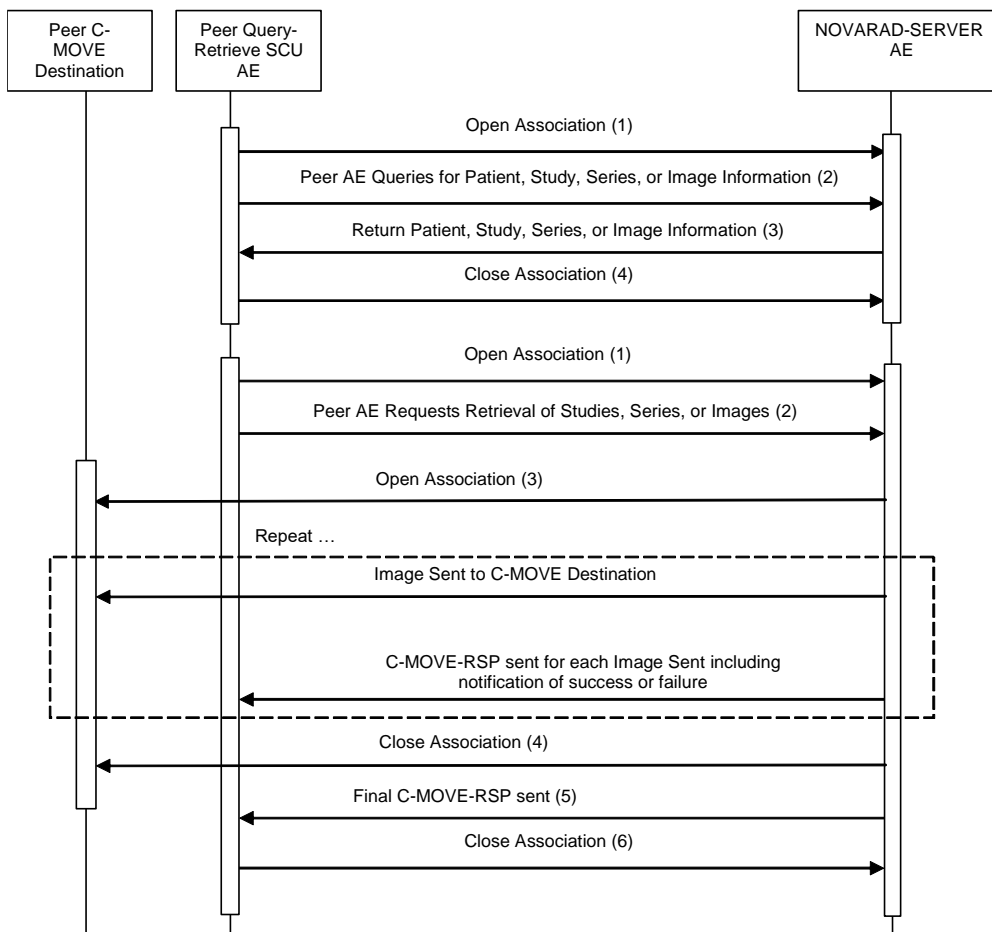 Peer C-
MOVE
Destination
Peer Query-
Retrieve SCU
AE
NOVARAD-SERVER
AE
Open Association (1)
Peer AE Queries for Patient, Study, Series, or Image Information (2)
Return Patient, Study, Series, or Image Information (3)
Close Association (4)
Open Association (1)
Peer AE Requests Retrieval of Studies, Series, or Images (2)
Open Association (3)
Repeat …
Image Sent to C-MOVE Destination
C-MOVE-RSP sent for each Image Sent including
notification of success or failure
Close Association (4)
Final C-MOVE-RSP sent (5)
Close Association (6)